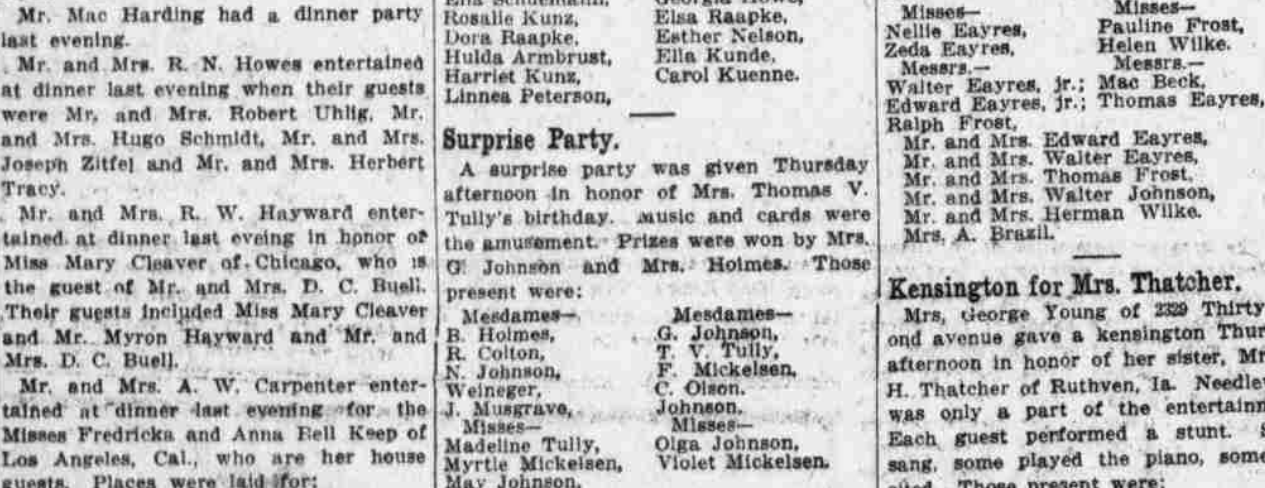 Mr. Mac Harding had a dinner party
last evening.
Mr. and Mrs. R. N. Howes entertained
at dinner last evening when their guests
were Mr. and Mrs. Robert Uhlig, Mr.
and Mrs. Hugo Schmidt, Mr. and Mrs.
Joseph Zitfel and Mr. and Mrs. Herbert
Tracy.
Mr. and Mrs. R. W. Hayward enter-
tained at dinner last eveing in honor of
Miss Mary Cleaver of Chicago, who is
the guest of Mr. and Mrs. D. C. Buell.
Their guests included Miss Mary Cleaver
and Mr. Myron Hayward and Mr. and
Mrs. D. C. Buell.
Mr. and Mrs. A. W. Carpenter enter-
tained at dinner last evening for the
Misses Fredricka and Anna Bell Keep of
Los Angeles, Cal., who are her house
guests. Places were laid for:
Rosalie Kunz, Elsa Raapke,
Dora Raapke, Esther Nelson,
Hulda Armbrust, Ella Kunde,
Harriet Kunz, Carol Kuenne.
Linnea Peterson,
Surprise Party.
A surprise party was given Thursday
afternoon in honor of Mrs. Thomas V.
Tully's birthday. Music and cards were
the amusement. Prizes were won by Mrs.
G. Johnson and Mrs. Holmes. Those
present were:
Mesdames— Mesdames—
B. Holmes, G. Johnson,
R. Colton, T. V. Tully,
N. Johnson, F. Mickelsen,
Weineger, C. Olson.
J. Musgrave, Johnson.
Misses— Misses—
Madeline Tully, Olga Johnson,
Myrtle Mickelsen, Violet Mickelsen.
May Johnson,
Misses— Misses—
Nellie Eayres, Pauline Frost,
Zeda Eayres, Helen Wilke.
Messrs.— Messrs.—
Walter Eayres, jr.; Mac Beck,
Edward Eayres, jr.; Thomas Eayres,
Ralph Frost,
Mr. and Mrs. Edward Eayres,
Mr. and Mrs. Walter Eayres,
Mr. and Mrs. Thomas Frost,
Mr. and Mrs. Walter Johnson,
Mr. and Mrs. Herman Wilke.
Mrs. A. Brazil.
Kensington for Mrs. Thatcher.
Mrs. George Young of 2329 Thirty
ond avenue gave a kensington Thur
afternoon in honor of her sister, Mr
H. Thatcher of Ruthven, Ia. Needle
was only a part of the entertain
Each guest performed a stunt.
sang, some played the piano, some
Those present were: